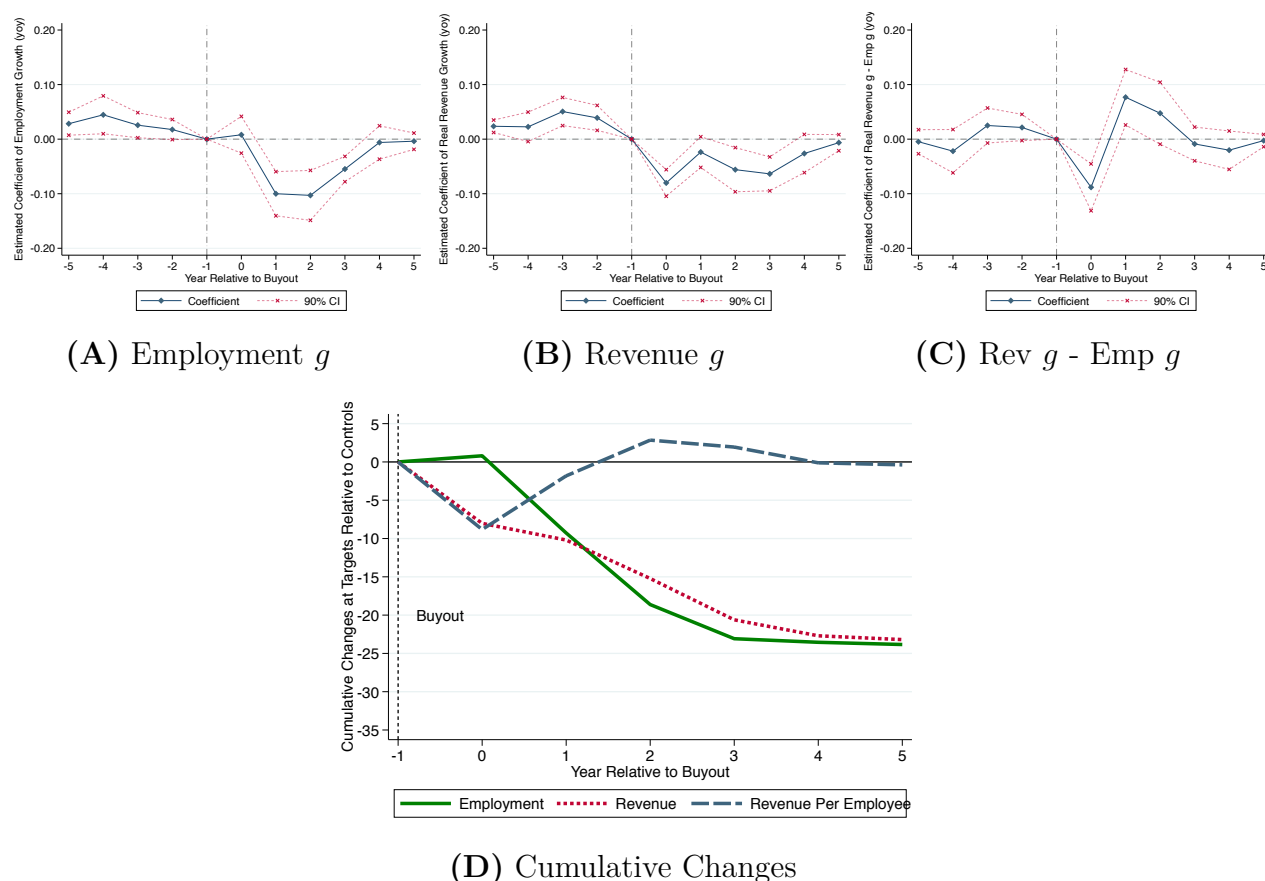 Estimated Coefficient of Employment Growth (yoy)
0.20
0.10
0.00
-0.10
-0.20
-5 -4 -3 -2 -1 0 1 2 3 4 5
Year Relative to Buyout
Coefficient 90% CI
(A) Employment g
Estimated Coefficient of Real Revenue Growth (yoy)
0.20
0.10
0.00
-0.10
-0.20
-5 -4 -3 -2 -1 0 1 2 3 4 5
Year Relative to Buyout
Coefficient 90% CI
(B) Revenue g
Estimated Coefficient of Real Revenue g - Emp g (yoy)
0.20
0.10
0.00
-0.10
-0.20
-5 -4 -3 -2 -1 0 1 2 3 4 5
Year Relative to Buyout
Coefficient 90% CI
(C) Rev g - Emp g
Cumulative Changes at Targets Relative to Controls
5
0
-5
-10
-15
-20
-25
-30
-35
Buyout
-1 0 1 2 3 4 5
Year Relative to Buyout
Employment Revenue Revenue Per Employee
(D) Cumulative Changes